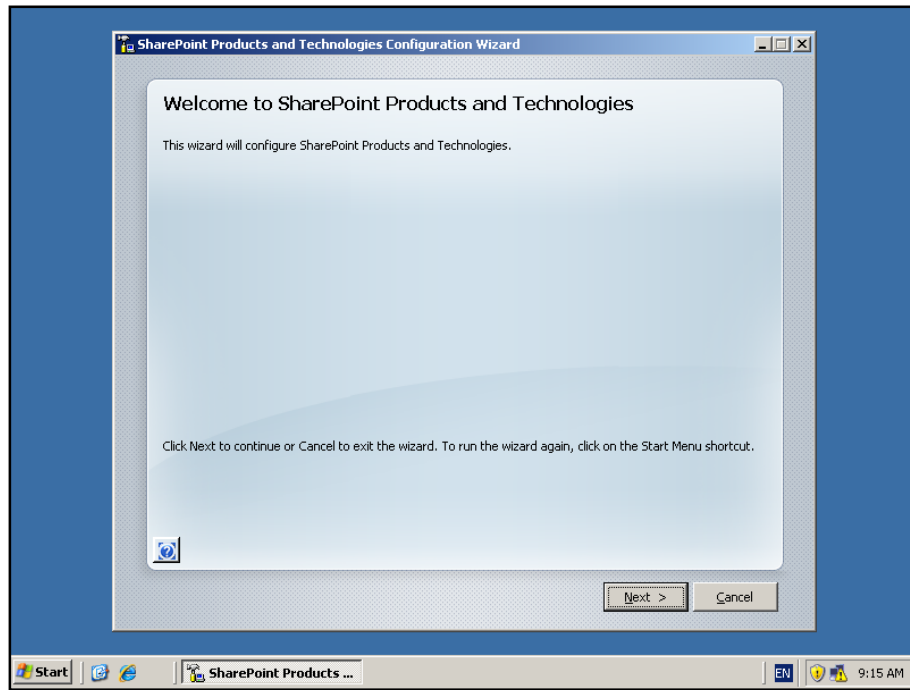 SharePoint Products and Technologies Configuration Wizard
Welcome to SharePoint Products and Technologies
This wizard will configure SharePoint Products and Technologies.
Click Next to continue or Cancel to exit the wizard. To run the wizard again, click on the Start Menu shortcut.
Next >
Cancel
Start
SharePoint Products ...
EN
9:15 AM